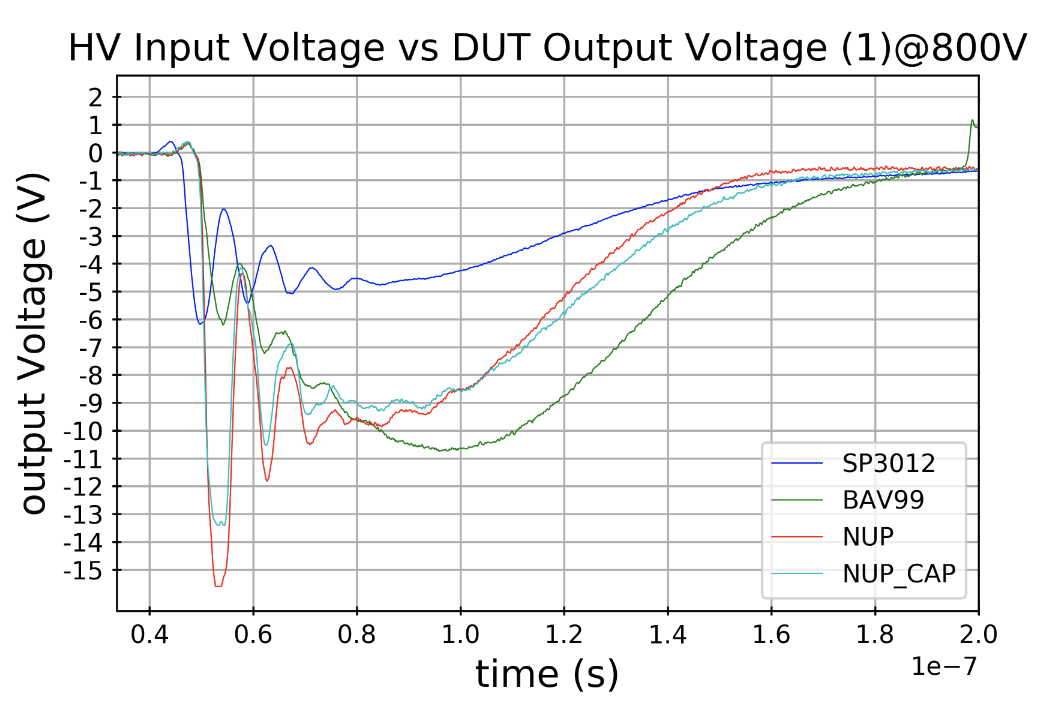 HV Input Voltage vs DUT Output Voltage (1)@800V
output Voltage (V)
2
1
0
-1
-2
-3
-4
-5
-6
-7
-8
-9
-10
-11
-12
-13
-14
-15
SP3012
BAV99
NUP
NUP_CAP
0.4 0.6 0.8 1.0 1.2 1.4 1.6 1.8 2.0
1e−7
time (s)